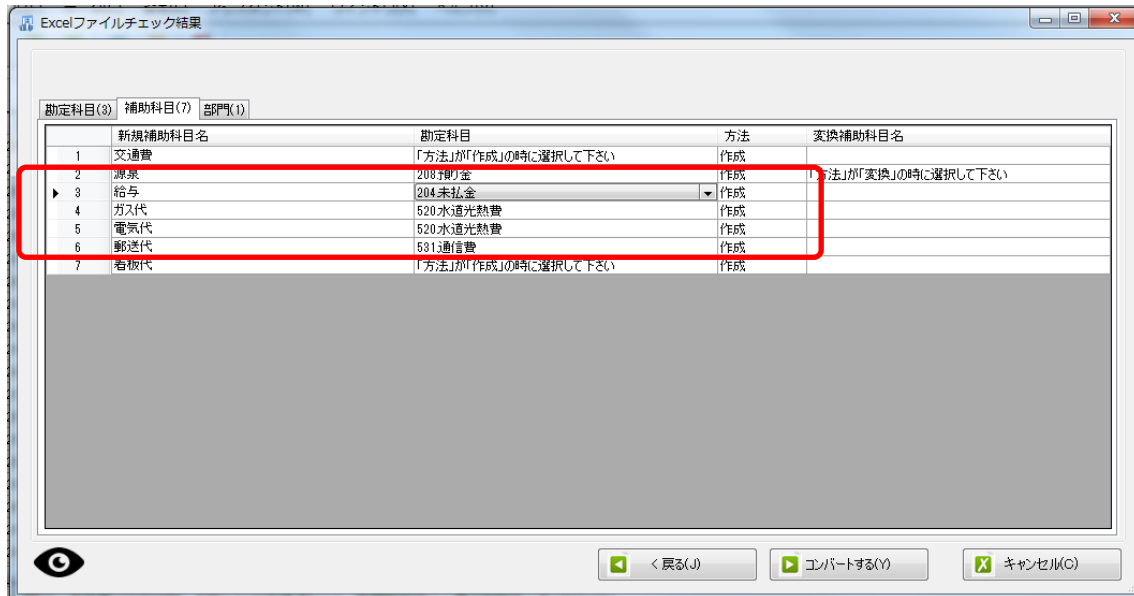 Excelファイルチェック結果
勘定科目(3) 補助科目(7) 部門(1)
新規補助科目名 勘定科目 方法 変換補助科目名
1 交通費 「方法」が「作成」の時に選択して下さい 作成
2 源泉 208預り金 作成 「方法」が「変換」の時に選択して下さい
3 給与 204未払金 作成
4 ガス代 520水道光熱費 作成
5 電気代 520水道光熱費 作成
6 郵送代 531通信費 作成
7 看板代 「方法」が「作成」の時に選択して下さい 作成
< 戻る(J) コンバートする(Y) キャンセル(C)